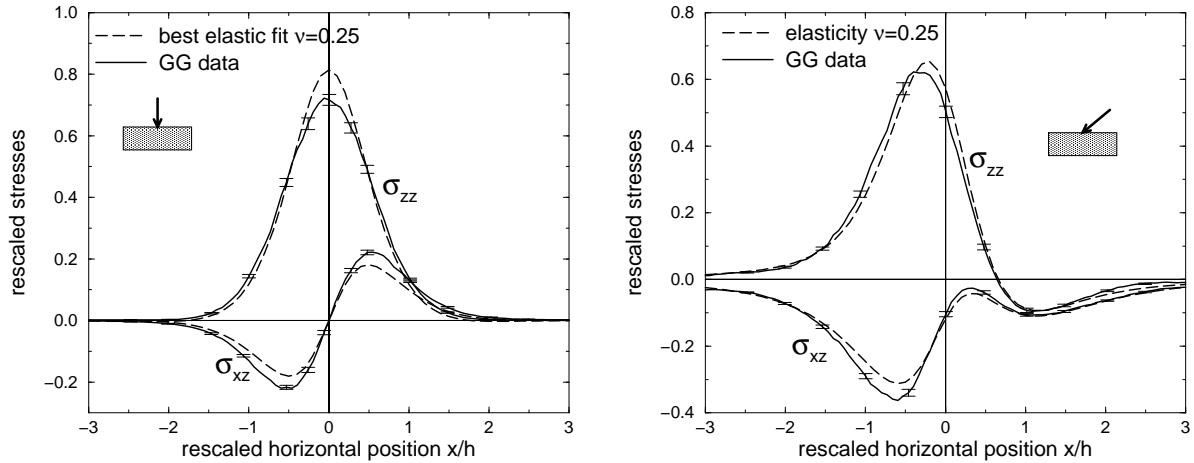 1.0
0.8
0.6
0.4
0.2
0.0
−0.2
rescaled stresses
best elastic fit ν=0.25
GG data
σzz
σxz
−3 −2 −1 0 1 2 3
rescaled horizontal position x/h
0.8
0.6
0.4
0.2
0.0
−0.2
−0.4
rescaled stresses
elasticity ν=0.25
GG data
σzz
σxz
−3 −2 −1 0 1 2 3
rescaled horizontal position x/h